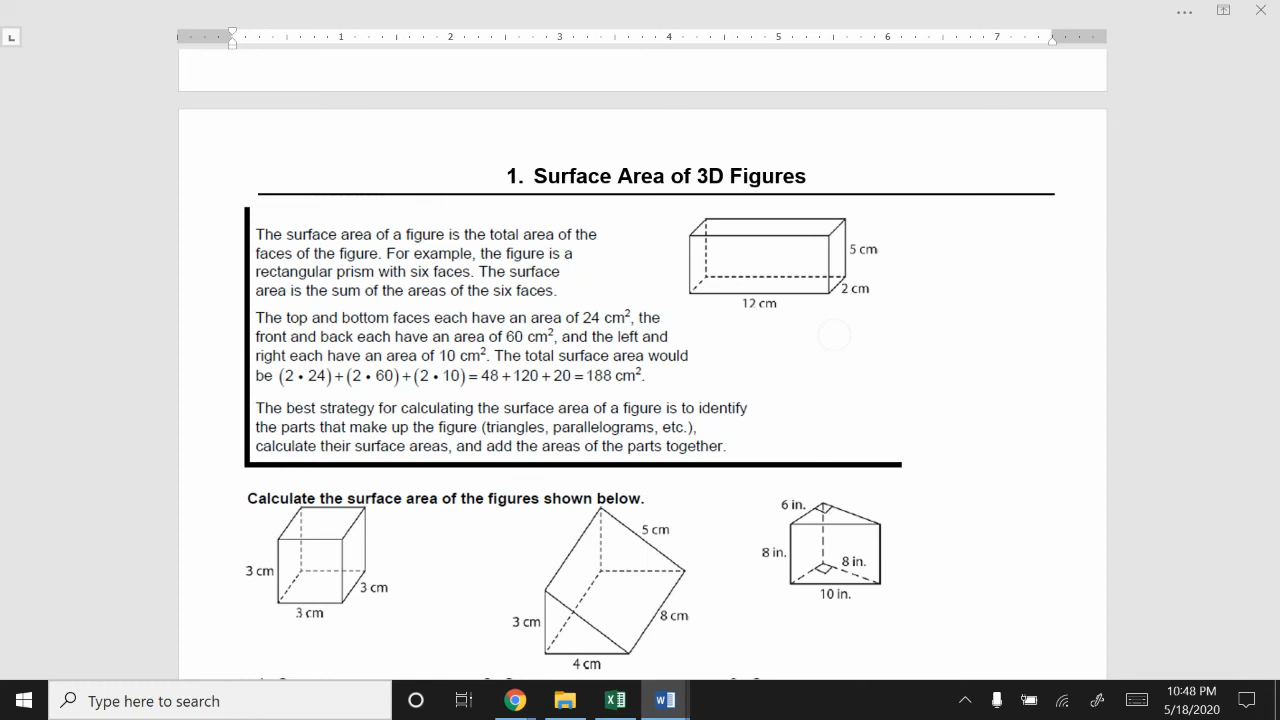 1 2 3 4 5 6 7
1. Surface Area of 3D Figures
The surface area of a figure is the total area of the
faces of the figure. For example, the figure is a
rectangular prism with six faces. The surface
area is the sum of the areas of the six faces.
5 cm
2 cm
12 cm
The top and bottom faces each have an area of 24 cm², the
front and back each have an area of 60 cm², and the left and
right each have an area of 10 cm². The total surface area would
be (2 • 24) + (2 • 60) + (2 • 10) = 48 + 120 + 20 = 188 cm².
The best strategy for calculating the surface area of a figure is to identify
the parts that make up the figure (triangles, parallelograms, etc.),
calculate their surface areas, and add the areas of the parts together.
Calculate the surface area of the figures shown below.
3 cm
3 cm
3 cm
5 cm
3 cm
8 cm
4 cm
6 in.
8 in.
8 in.
10 in.
Type here to search
10:48 PM
5/18/2020